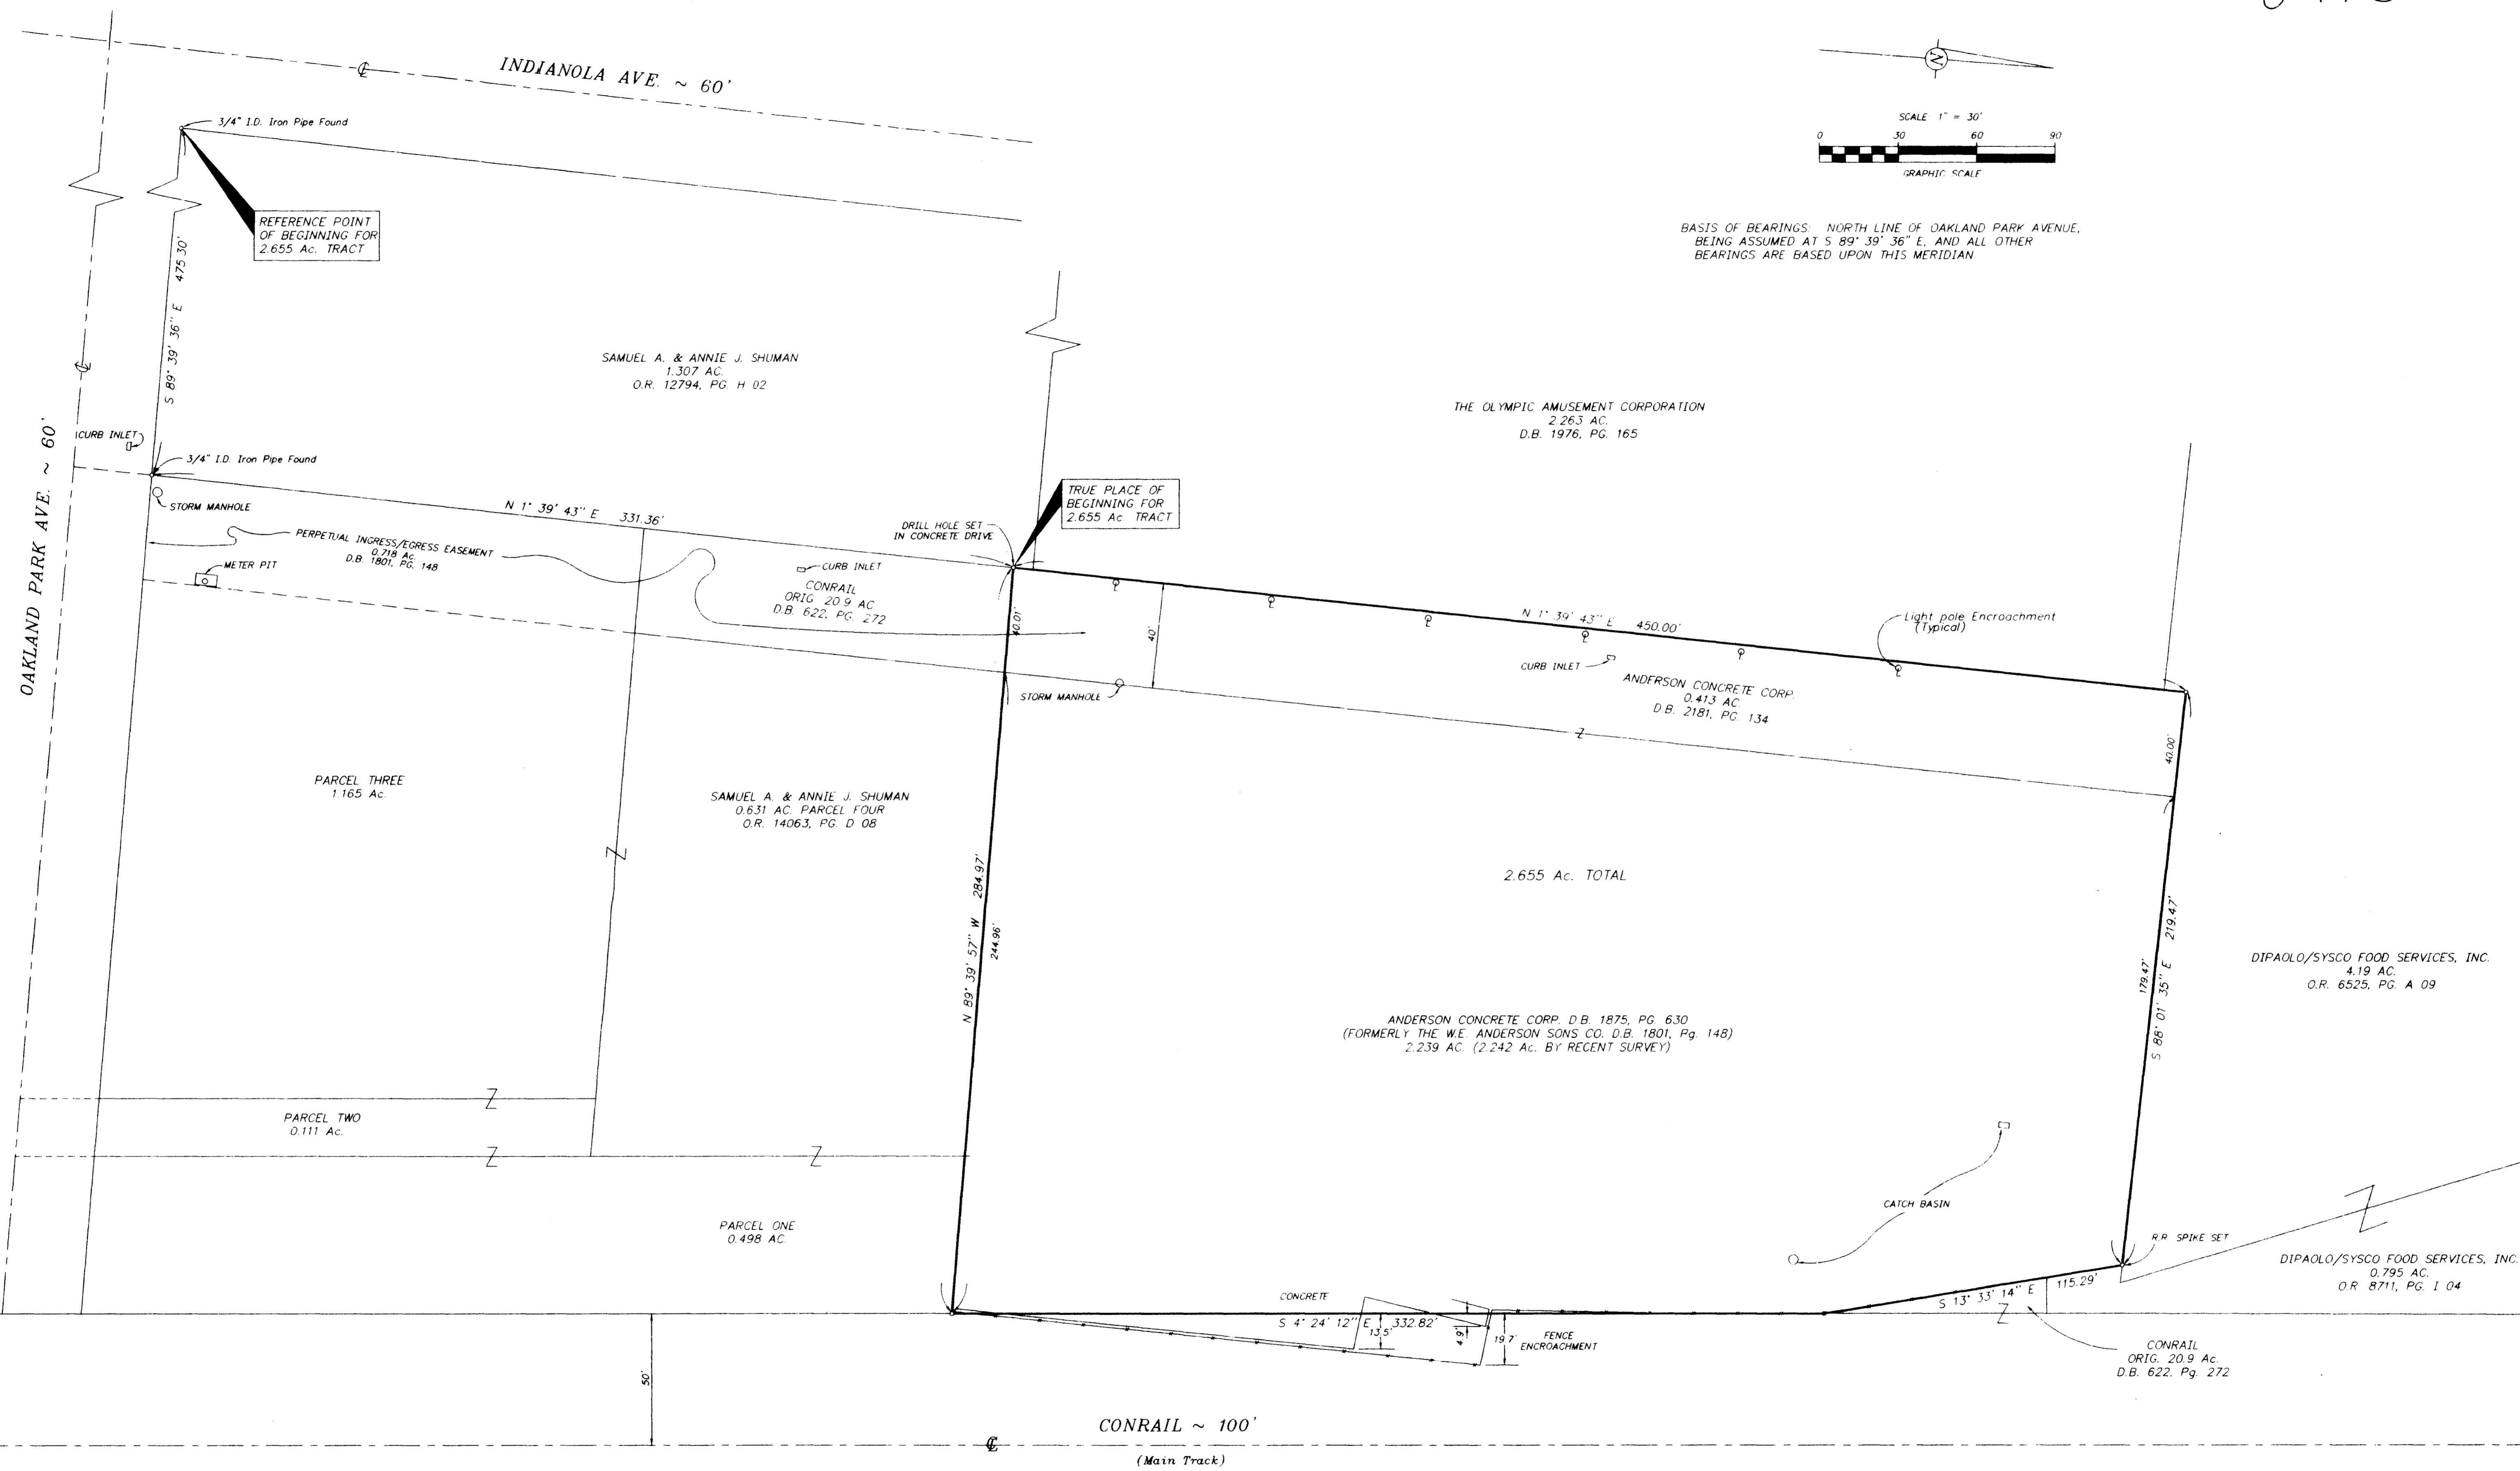 INDIANOLA AVE. ~ 60'
3/4" I.D. Iron Pipe Found
REFERENCE POINT
OF BEGINNING FOR
2.655 Ac. TRACT
S 89° 39' 36" E 475.30'
N
SCALE 1" = 30'
0 30 60 90
GRAPHIC SCALE
BASIS OF BEARINGS: NORTH LINE OF OAKLAND PARK AVENUE,
BEING ASSUMED AT S 89° 39' 36" E, AND ALL OTHER
BEARINGS ARE BASED UPON THIS MERIDIAN
SAMUEL A. & ANNIE J. SHUMAN
1.307 AC.
O.R. 12794, PG. H 02
THE OLYMPIC AMUSEMENT CORPORATION
2.263 AC.
D.B. 1976, PG. 165
OAKLAND PARK AVE. ~ 60'
CURB INLET
3/4" I.D. Iron Pipe Found
STORM MANHOLE
N 1° 39' 43" E 331.36'
PERPETUAL INGRESS/EGRESS EASEMENT
0.718 Ac.
D.B. 1801, PG. 148
METER PIT
DRILL HOLE SET
IN CONCRETE DRIVE
TRUE PLACE OF
BEGINNING FOR
2.655 Ac. TRACT
CURB INLET
CONRAIL
ORIG. 20.9 AC
D.B. 622, PG. 272
40.01'
40'
STORM MANHOLE
N 1° 39' 43" E 450.00'
Light pole Encroachment
(Typical)
CURB INLET
ANDERSON CONCRETE CORP.
0.413 AC.
D.B. 2181, PG. 134
40.00'
PARCEL THREE
1.165 Ac.
SAMUEL A. & ANNIE J. SHUMAN
0.631 AC. PARCEL FOUR
O.R. 14063, PG. D 08
N 89° 39' 57" W 284.97'
244.96'
2.655 Ac. TOTAL
S 88° 01' 35" E 219.47'
179.47'
DIPAOLO/SYSCO FOOD SERVICES, INC.
4.19 AC.
O.R. 6525, PG. A 09
ANDERSON CONCRETE CORP. D.B. 1875, PG. 630
(FORMERLY THE W.E. ANDERSON SONS CO. D.B. 1801, Pg. 148)
2.239 AC. (2.242 Ac. BY RECENT SURVEY)
PARCEL TWO
0.111 Ac.
PARCEL ONE
0.498 AC.
CATCH BASIN
R.R. SPIKE SET
DIPAOLO/SYSCO FOOD SERVICES, INC.
0.795 AC.
O.R. 8711, PG. I 04
CONCRETE
S 4° 24' 12" E 332.82'
13.5'
4.9'
19.7'
FENCE
ENCROACHMENT
S 13° 33' 14" E 115.29'
CONRAIL
ORIG. 20.9 Ac.
D.B. 622, Pg. 272
50'
CONRAIL ~ 100'
(Main Track)